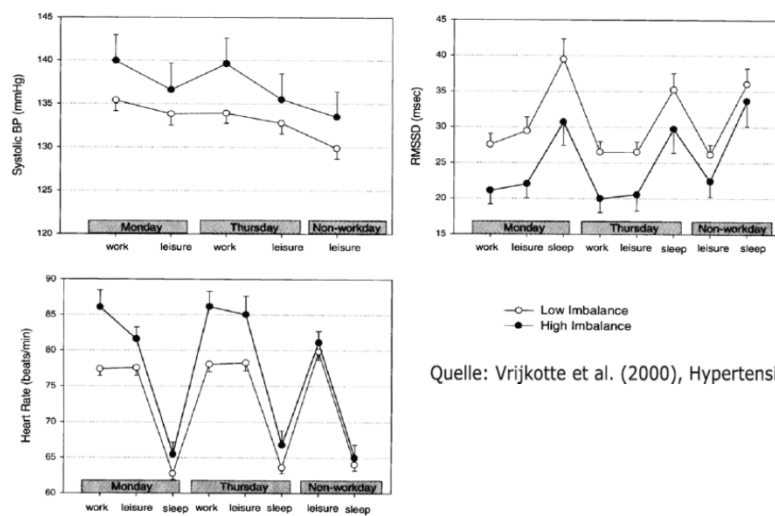 Systolic BP (mmHg)
145
140
135
130
125
120
Monday
Thursday
Non-workday
work
leisure
work
leisure
leisure
RMSSD (msec)
45
40
35
30
25
20
15
Monday
Thursday
Non-workday
work
leisure
sleep
work
leisure
sleep
leisure
sleep
Heart Rate (beats/min)
90
85
80
75
70
65
60
Monday
Thursday
Non-workday
work
leisure
sleep
work
leisure
sleep
leisure
sleep
Low Imbalance
High Imbalance
Quelle: Vrijkotte et al. (2000), Hypertensi